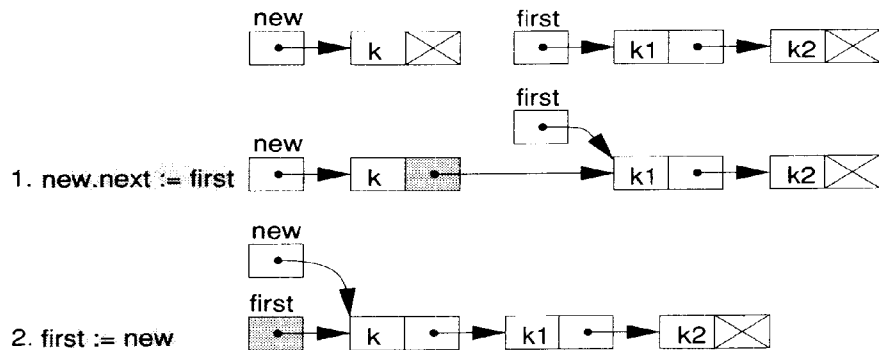 new first
k k1 k2
first
new
1. new.next := first k k1 k2
new
first
2. first := new k k1 k2